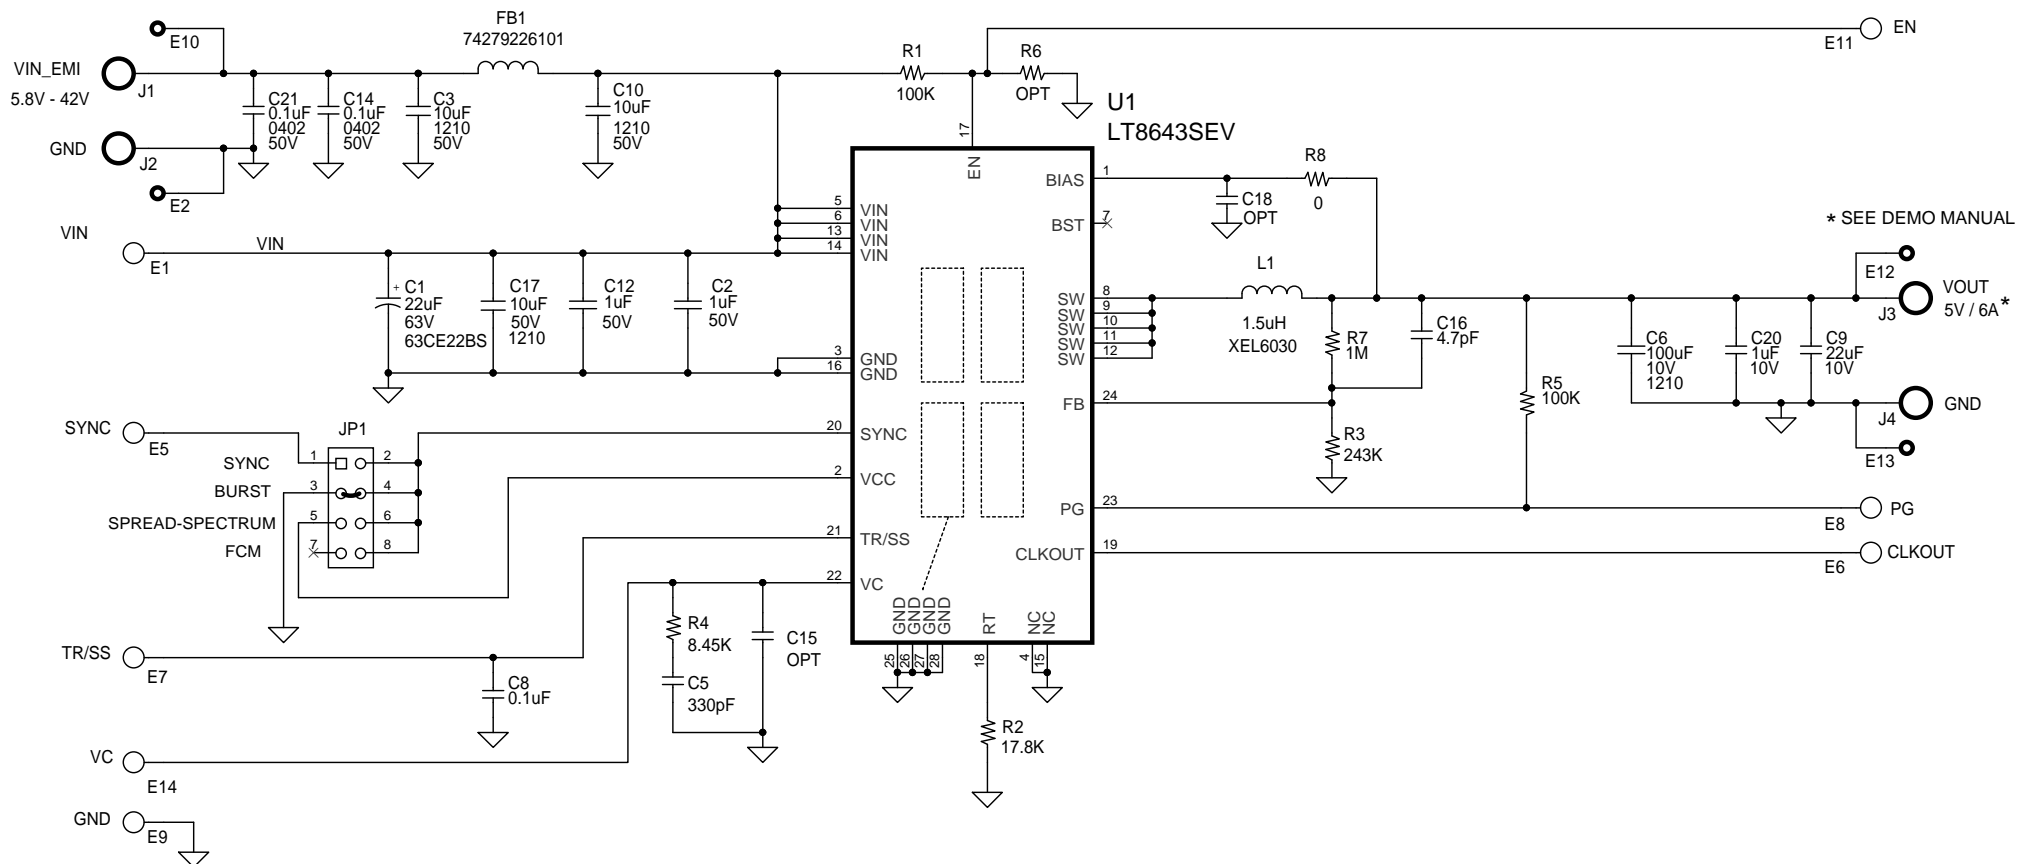 E10
VIN_EMI
5.8V - 42V
J1
GND
J2
E2
FB1
74279226101
C21
0.1uF
0402
50V
C14
0.1uF
0402
50V
C3
10uF
1210
50V
C10
10uF
1210
50V
R1
100K
R6
OPT
E11
EN
U1
LT8643SEV
17
EN
VIN
E1
VIN
C1
+
22uF
63V
63CE22BS
C17
10uF
50V
1210
C12
1uF
50V
C2
1uF
50V
5
VIN
6
VIN
13
VIN
14
VIN
3
GND
16
GND
BIAS
1
BST
7
C18
OPT
R8
0
* SEE DEMO MANUAL
SW
8
SW
9
SW
10
SW
11
SW
12
L1
1.5uH
XEL6030
R7
1M
C16
4.7pF
FB
24
R3
243K
R5
100K
C6
100uF
10V
1210
C20
1uF
10V
C9
22uF
10V
E12
J3
VOUT
5V / 6A*
J4
GND
E13
SYNC
E5
JP1
SYNC
1
2
BURST
3
4
SPREAD-SPECTRUM
5
6
FCM
7
8
20
SYNC
2
VCC
21
TR/SS
22
VC
PG
23
E8
PG
CLKOUT
19
E6
CLKOUT
GND
GND
GND
GND
RT
NC
NC
25
26
27
28
18
4
15
R4
8.45K
C5
330pF
C15
OPT
TR/SS
E7
C8
0.1uF
R2
17.8K
VC
E14
GND
E9